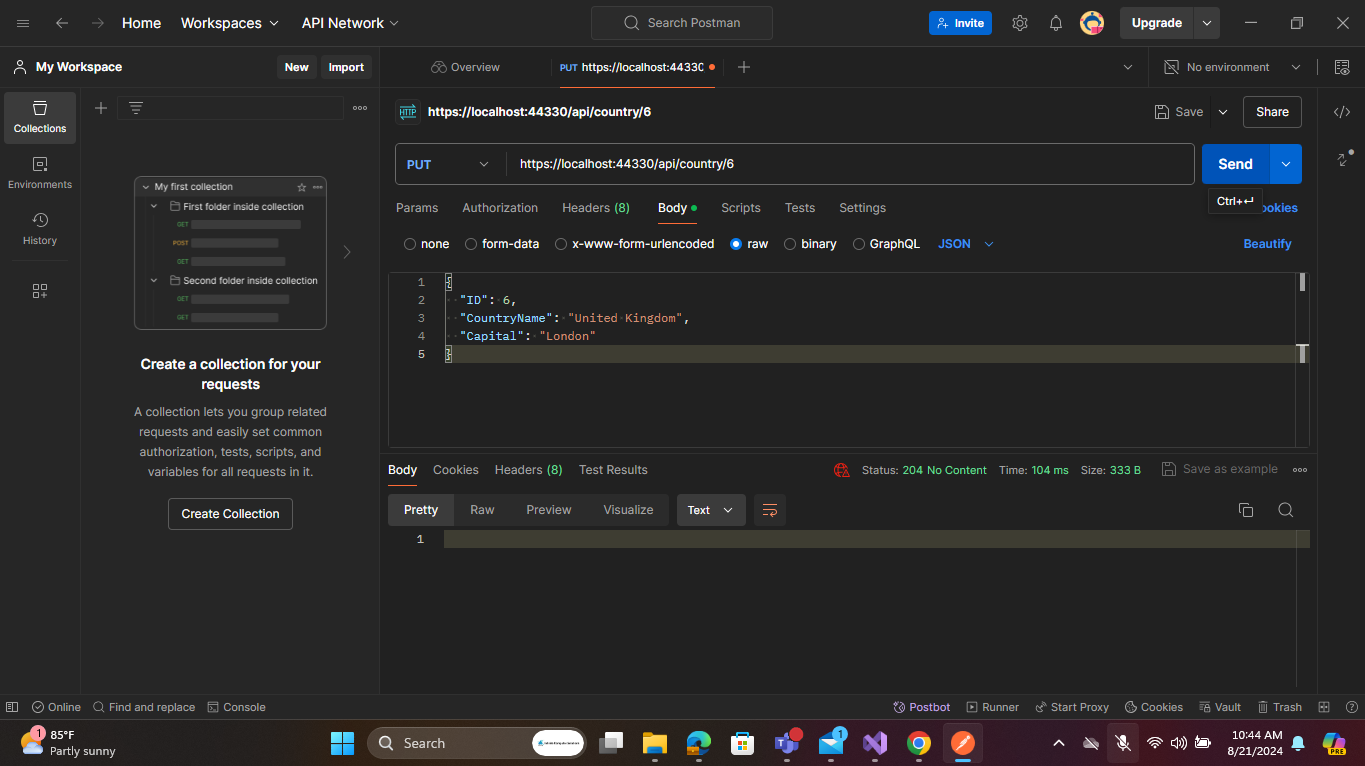 Home Workspaces API Network Search Postman Invite Upgrade
My Workspace New Import Overview PUT https://localhost:44330 No environment
Collections
Environments
History
My first collection
First folder inside collection
GET
POST
GET
Second folder inside collection
GET
GET
Create a collection for your
requests
A collection lets you group related
requests and easily set common
authorization, tests, scripts, and
variables for all requests in it.
Create Collection
HTTP https://localhost:44330/api/country/6 Save Share
PUT https://localhost:44330/api/country/6 Send
Ctrl+↵
Params Authorization Headers (8) Body Scripts Tests Settings ookies
none form-data x-www-form-urlencoded raw binary GraphQL JSON Beautify
1 {
2 "ID": 6,
3 "CountryName": "United Kingdom",
4 "Capital": "London"
5 }
Body Cookies Headers (8) Test Results Status: 204 No Content Time: 104 ms Size: 333 B Save as example
Pretty Raw Preview Visualize Text
1
Online Find and replace Console Postbot Runner Start Proxy Cookies Vault Trash
1 85°F
Partly sunny
Search
1
10:44 AM
8/21/2024
PRE